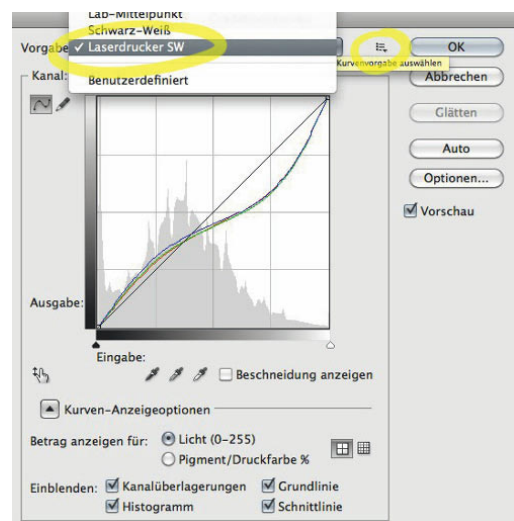 Lab-Mittelpunkt
Schwarz-Weiß
Vorgabe ✓ Laserdrucker SW
OK
Kurvenvorgabe auswählen
Kanal:
Benutzerdefiniert
Abbrechen
Glätten
Auto
Optionen...
Vorschau
Ausgabe:
Eingabe:
Beschneidung anzeigen
Kurven-Anzeigeoptionen
Betrag anzeigen für: Licht (0–255)
Pigment/Druckfarbe %
Einblenden: Kanalüberlagerungen Grundlinie
Histogramm Schnittlinie